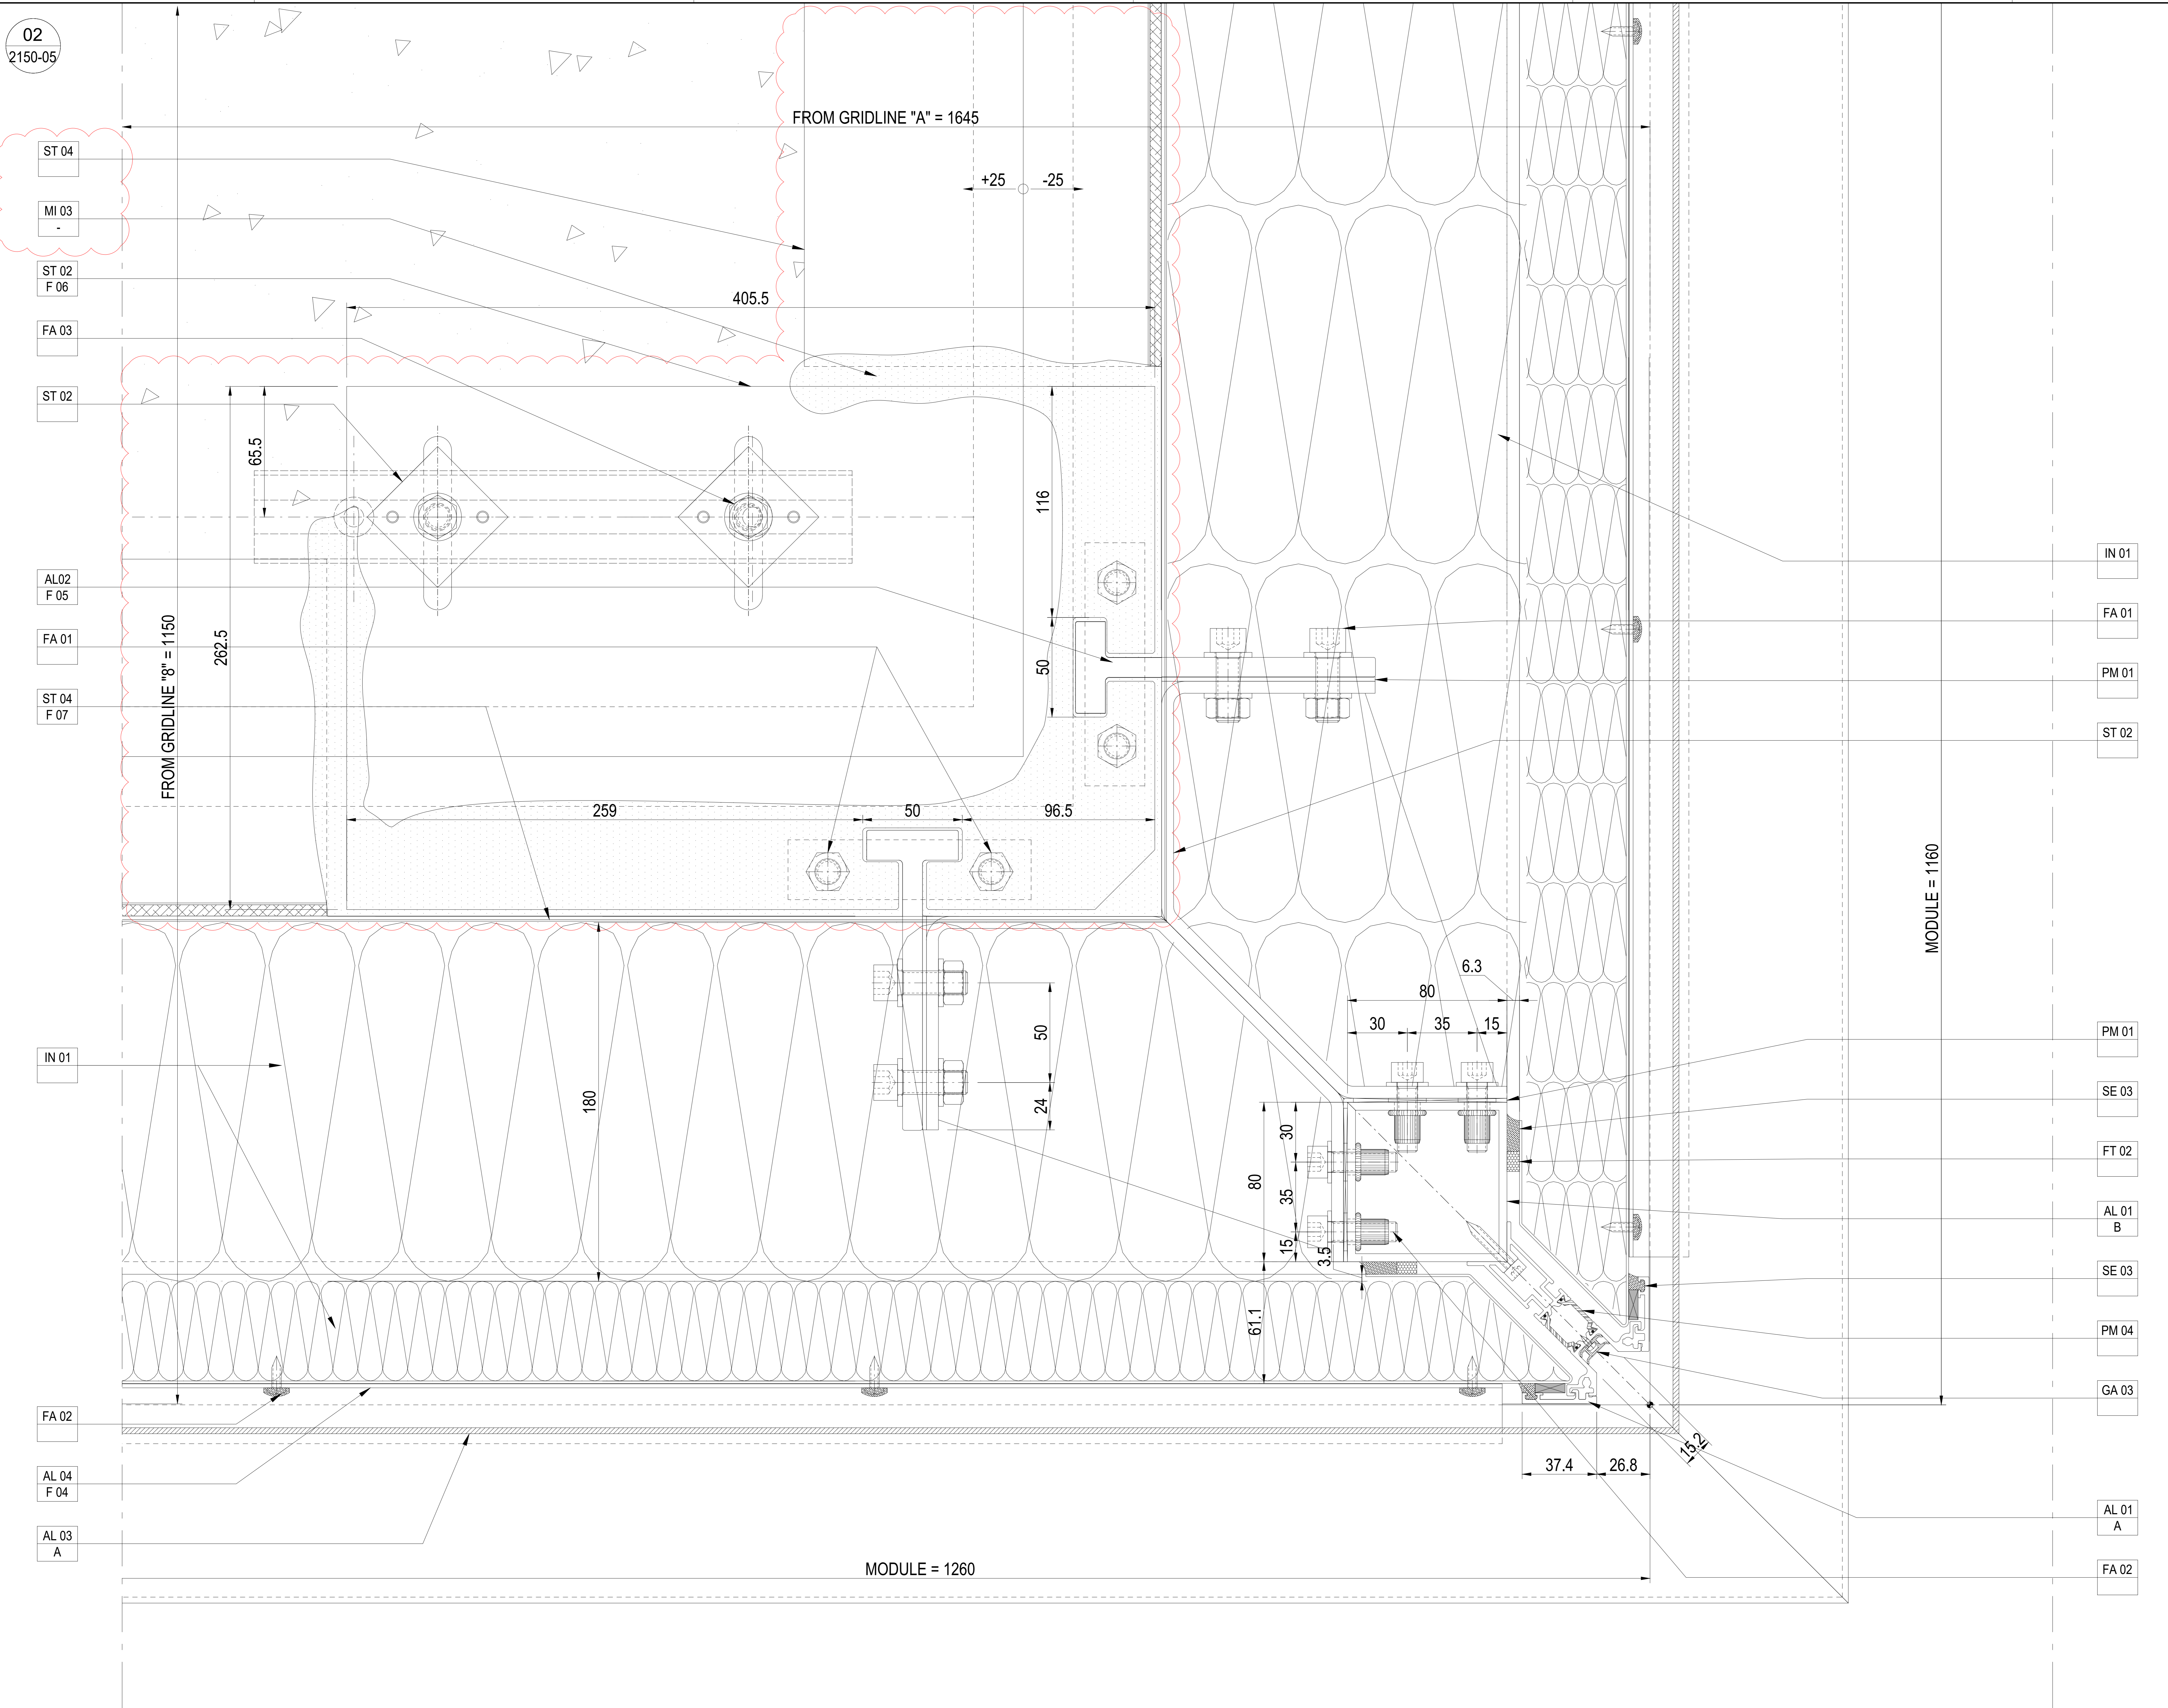 02
2150-05
FROM GRIDLINE "A" = 1645
ST 04
+25
-25
MI 03
-
ST 02
F 06
405.5
FA 03
ST 02
65.5
116
AL02
F 05
FA 01
50
262.5
FROM GRIDLINE "8" = 1150
ST 04
F 07
259
50
96.5
IN 01
FA 01
PM 01
ST 02
MODULE = 1160
6.3
80
30
35
15
50
24
IN 01
180
30
80
35
15
3.5
61.1
PM 01
SE 03
FT 02
AL 01
B
SE 03
PM 04
GA 03
FA 02
15.2
37.4
26.8
AL 04
F 04
AL 01
A
AL 03
A
MODULE = 1260
FA 02